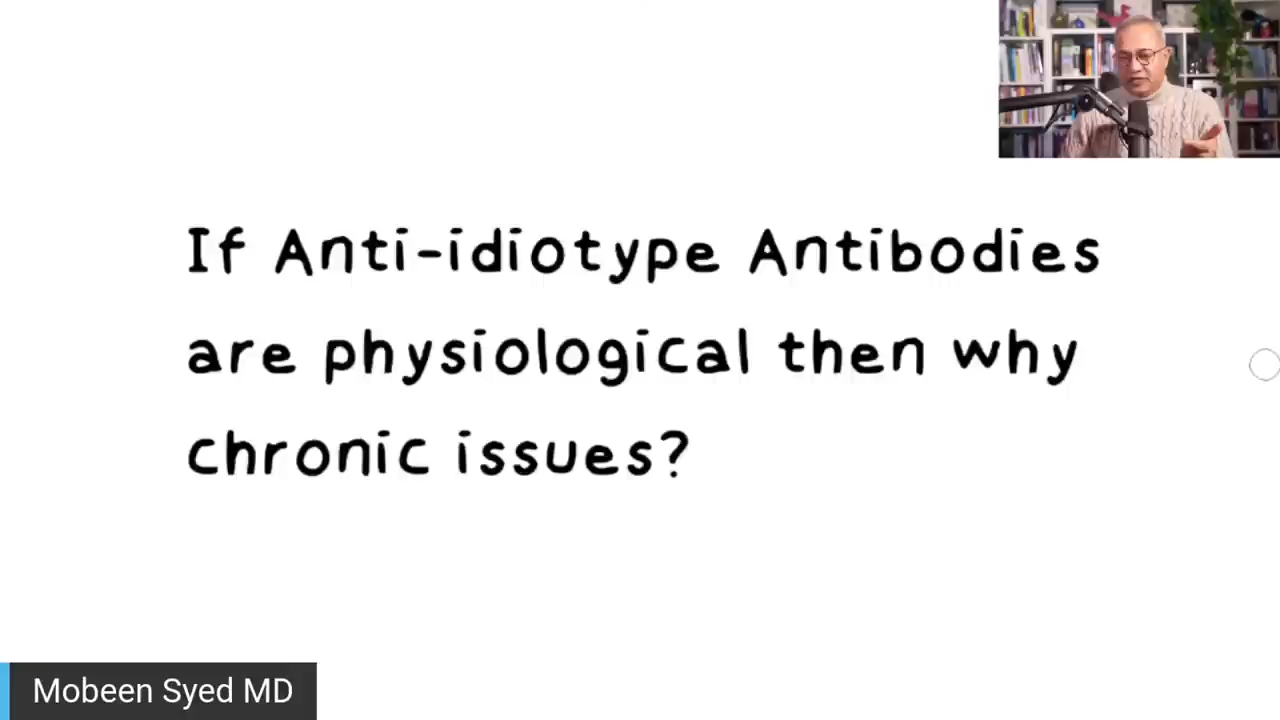 If Anti-idiotype Antibodies
are physiological then why
chronic issues?
Mobeen Syed MD